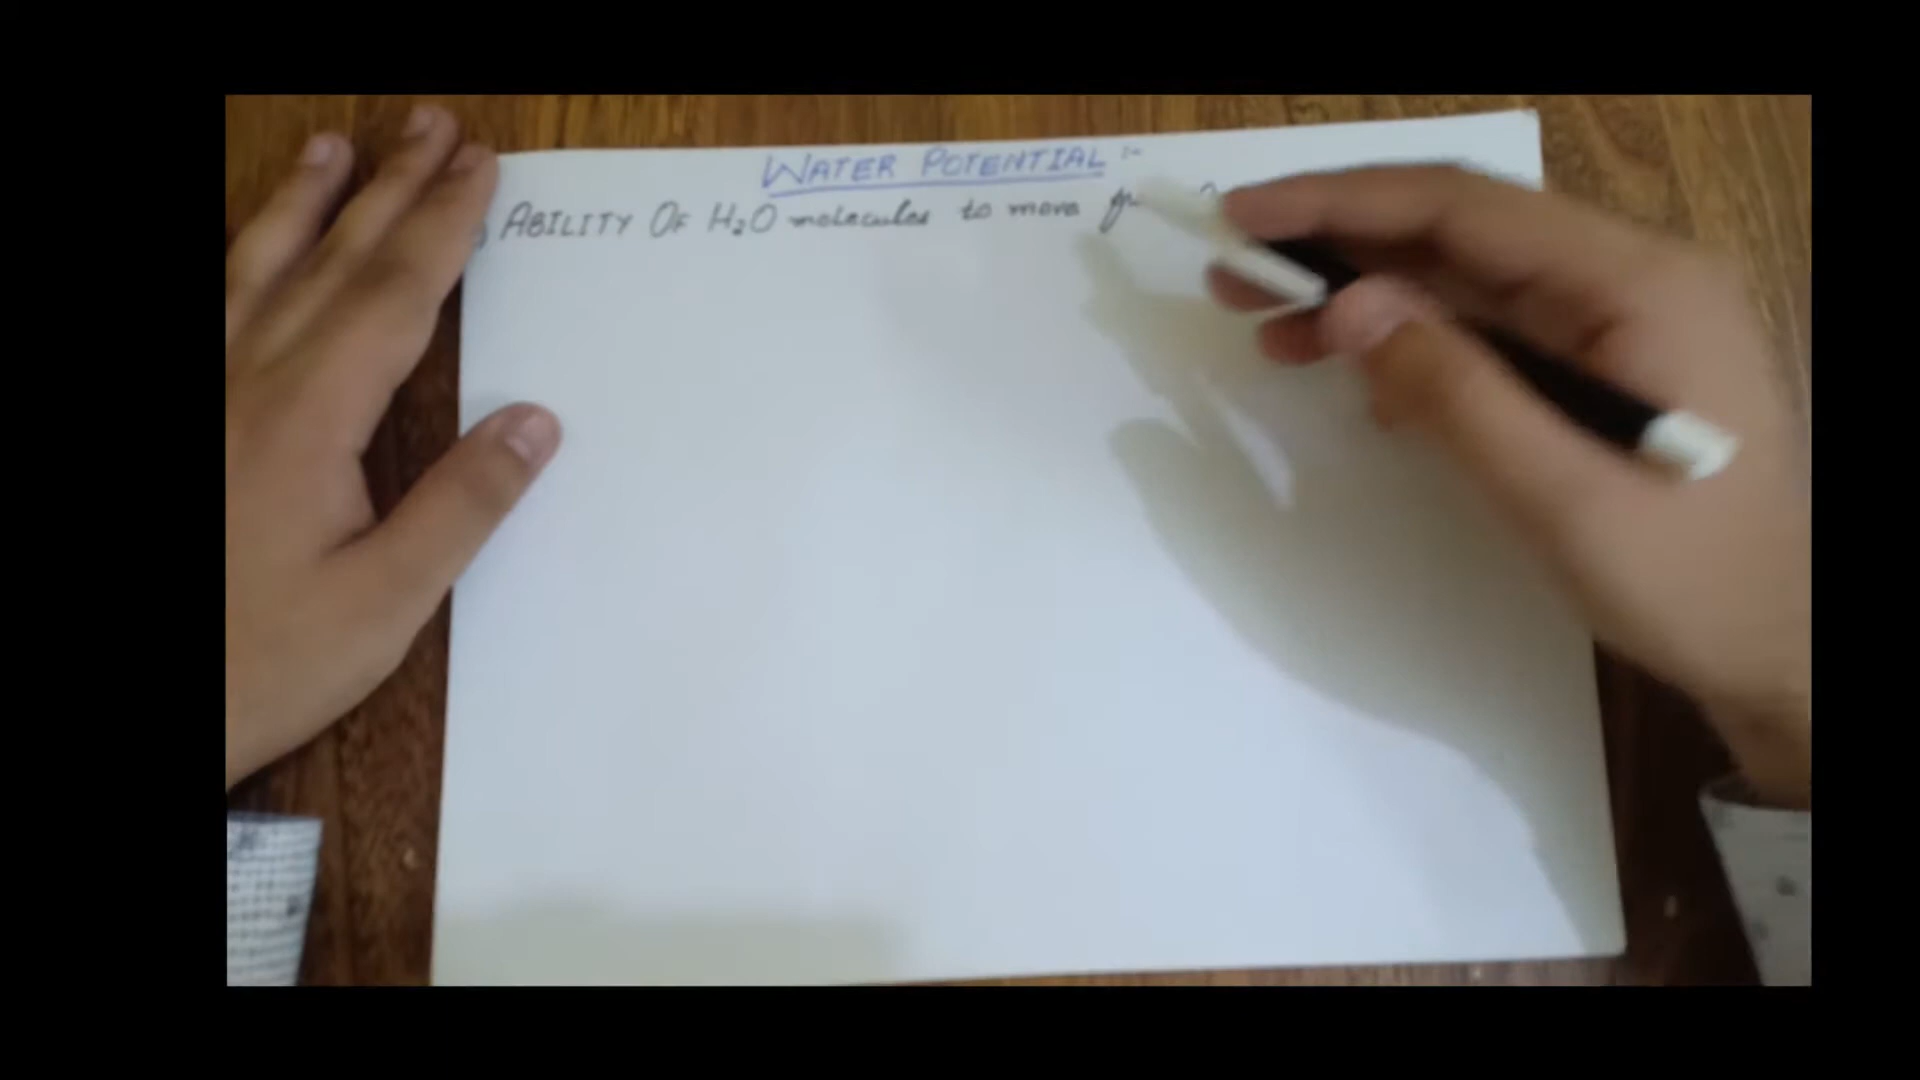 WATER POTENTIAL :-
ABILITY OF H₂O molecules to move